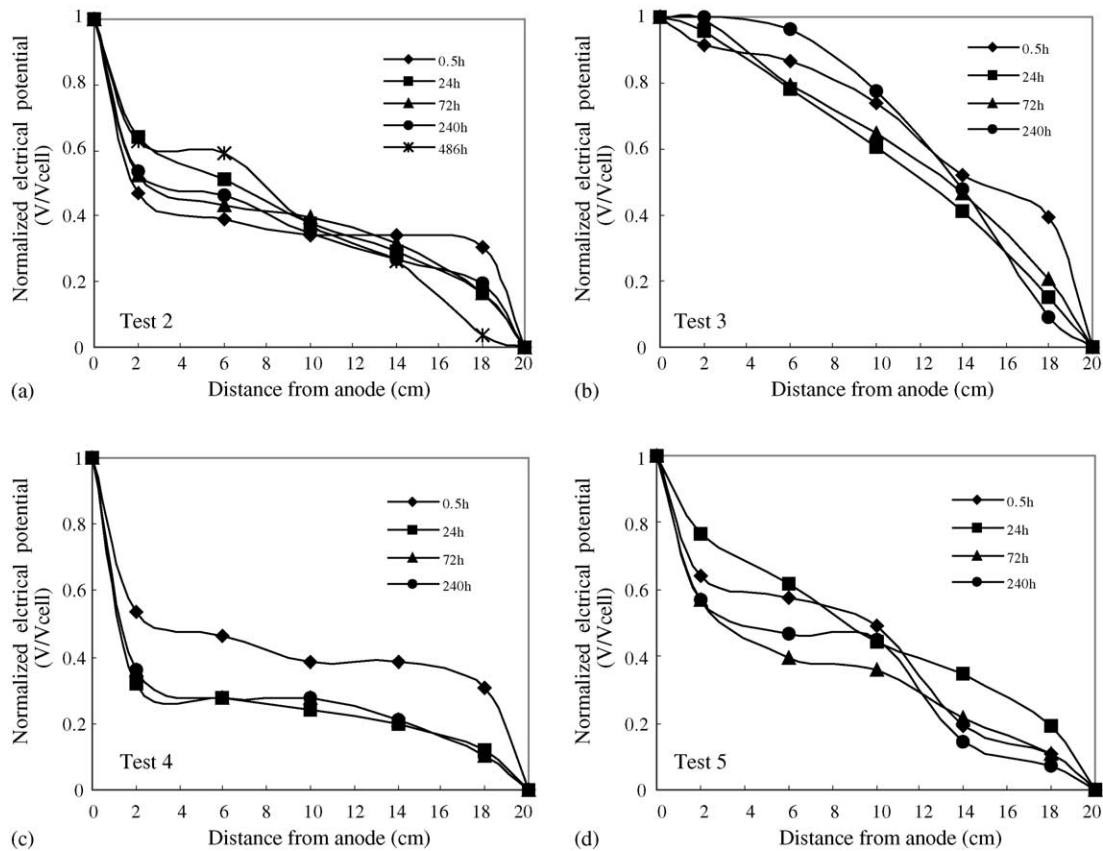 1
0.8
0.6
0.4
0.2
0
Normalized elctrical potential
(V/Vcell)
0.5h
24h
72h
240h
486h
Test 2
0 2 4 6 8 10 12 14 16 18 20
Distance from anode (cm)
(a)
1
0.8
0.6
0.4
0.2
0
Normalized elctrical potential
(V/Vcell)
0.5h
24h
72h
240h
Test 3
0 2 4 6 8 10 12 14 16 18 20
Distance from anode (cm)
(b)
1
0.8
0.6
0.4
0.2
0
Normalized elctrical potential
(V/Vcell)
0.5h
24h
72h
240h
Test 4
0 2 4 6 8 10 12 14 16 18 20
Distance from anode (cm)
(c)
1
0.8
0.6
0.4
0.2
0
Normalized elctrical potential
(V/Vcell)
0.5h
24h
72h
240h
Test 5
0 2 4 6 8 10 12 14 16 18 20
Distance from anode (cm)
(d)